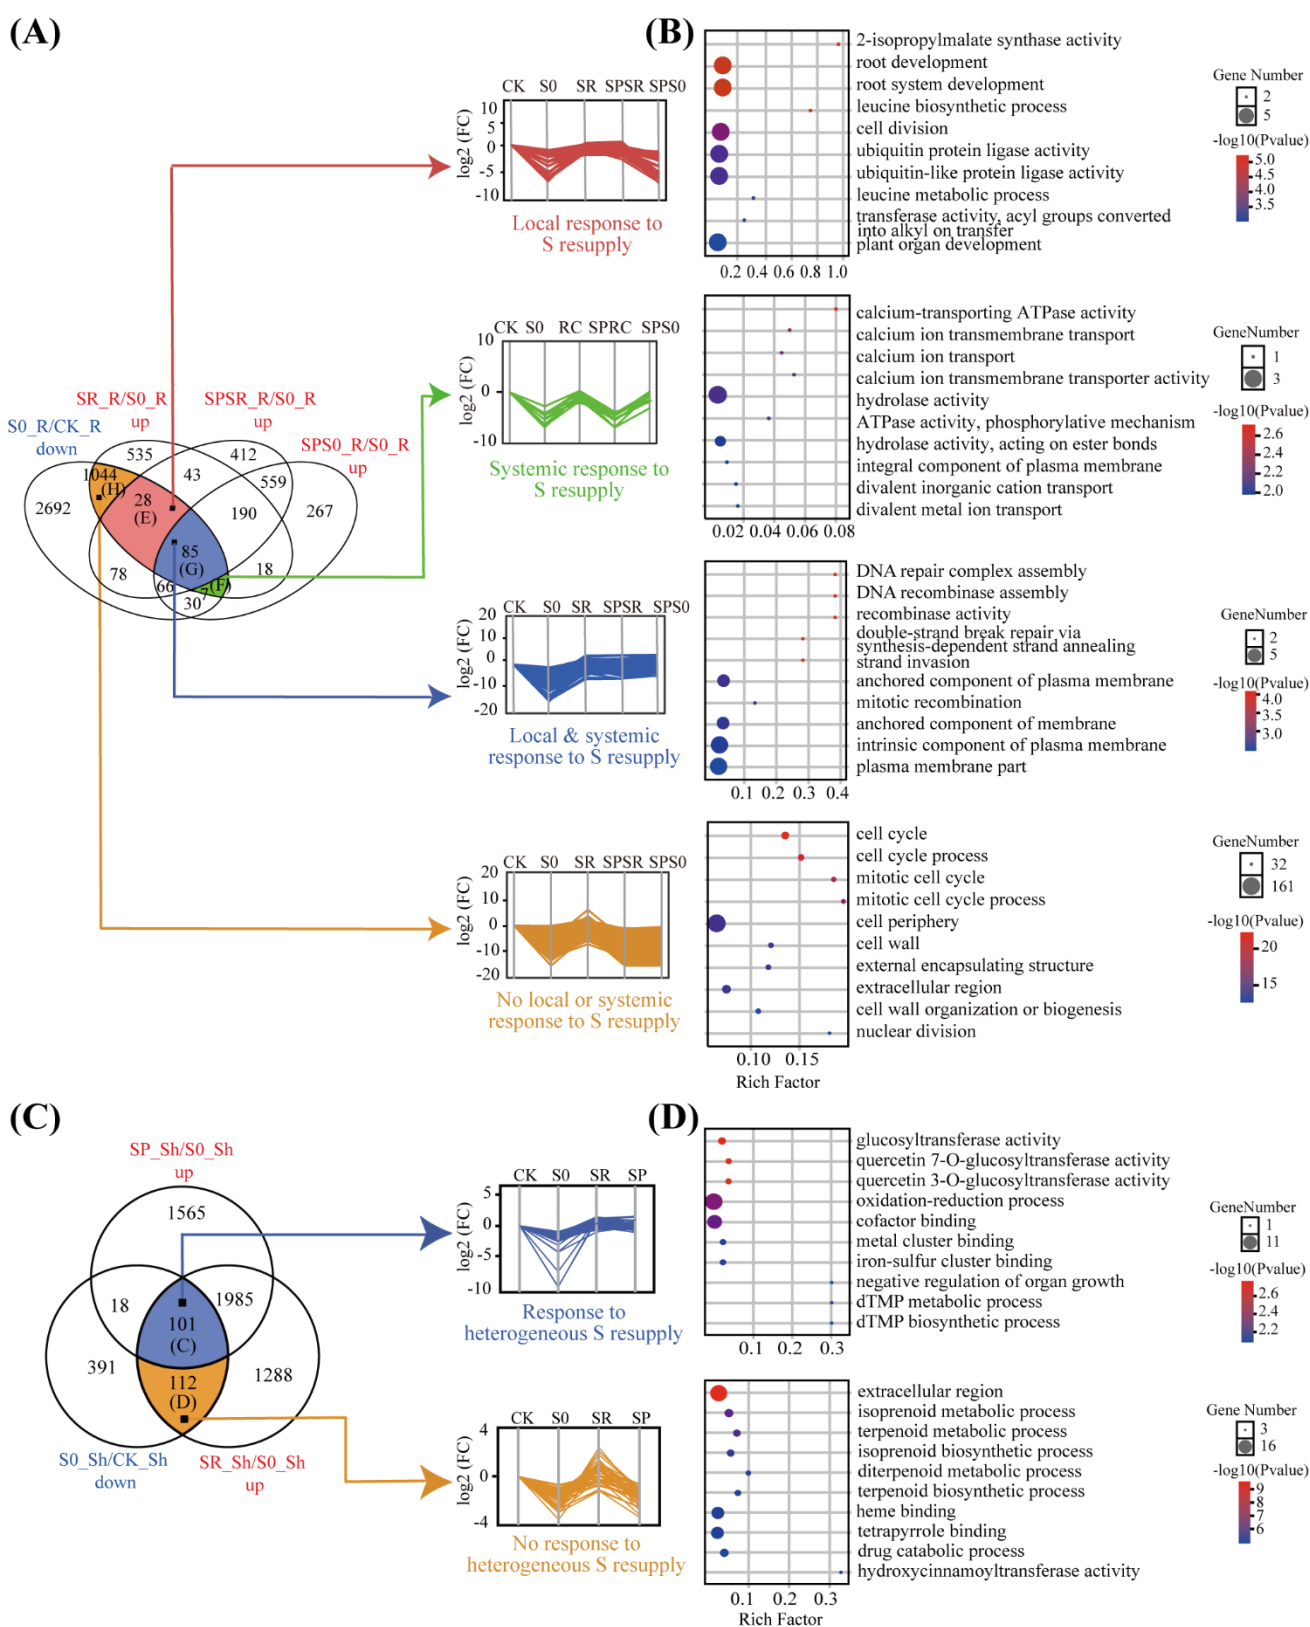 (A)
SR_R/S0_R
up
SPSR_R/S0_R
up
S0_R/CK_R
down
SPS0_R/S0_R
up
535
412
1044
(H)
43
559
28
(E)
2692
190
267
85
(G)
78
66
7
(F)
18
30
CK S0 SR SPSR SPS0
log2 (FC)
10
5
0
-5
-10
Local response to
S resupply
CK S0 RC SPRC SPS0
log2 (FC)
10
0
-10
Systemic response to
S resupply
CK S0 SR SPSR SPS0
log2 (FC)
20
10
0
-10
-20
Local & systemic
response to S resupply
CK S0 SR SPSR SPS0
log2 (FC)
20
10
0
-10
-20
No local or systemic
response to S resupply
(B)
2-isopropylmalate synthase activity
root development
root system development
leucine biosynthetic process
cell division
ubiquitin protein ligase activity
ubiquitin-like protein ligase activity
leucine metabolic process
transferase activity, acyl groups converted
into alkyl on transfer
plant organ development
0.2 0.4 0.6 0.8 1.0
Gene Number
2
5
-log10(Pvalue)
5.0
4.5
4.0
3.5
calcium-transporting ATPase activity
calcium ion transmembrane transport
calcium ion transport
calcium ion transmembrane transporter activity
hydrolase activity
ATPase activity, phosphorylative mechanism
hydrolase activity, acting on ester bonds
integral component of plasma membrane
divalent inorganic cation transport
divalent metal ion transport
0.02 0.04 0.06 0.08
GeneNumber
1
3
-log10(Pvalue)
2.6
2.4
2.2
2.0
DNA repair complex assembly
DNA recombinase assembly
recombinase activity
double-strand break repair via
synthesis-dependent strand annealing
strand invasion
anchored component of plasma membrane
mitotic recombination
anchored component of membrane
intrinsic component of plasma membrane
plasma membrane part
0.1 0.2 0.3 0.4
GeneNumber
2
5
-log10(Pvalue)
4.0
3.5
3.0
cell cycle
cell cycle process
mitotic cell cycle
mitotic cell cycle process
cell periphery
cell wall
external encapsulating structure
extracellular region
cell wall organization or biogenesis
nuclear division
0.10 0.15
Rich Factor
GeneNumber
32
161
-log10(Pvalue)
20
15
(C)
SP_Sh/S0_Sh
up
1565
18
1985
101
(C)
391
112
(D)
1288
S0_Sh/CK_Sh
down
SR_Sh/S0_Sh
up
CK S0 SR SP
log2 (FC)
5
0
-5
-10
Response to
heterogeneous S resupply
CK S0 SR SP
log2 (FC)
4
0
-4
No response to
heterogeneous S resupply
(D)
glucosyltransferase activity
quercetin 7-O-glucosyltransferase activity
quercetin 3-O-glucosyltransferase activity
oxidation-reduction process
cofactor binding
metal cluster binding
iron-sulfur cluster binding
negative regulation of organ growth
dTMP metabolic process
dTMP biosynthetic process
0.1 0.2 0.3
GeneNumber
1
11
-log10(Pvalue)
2.6
2.4
2.2
extracellular region
isoprenoid metabolic process
terpenoid metabolic process
isoprenoid biosynthetic process
diterpenoid metabolic process
terpenoid biosynthetic process
heme binding
tetrapyrrole binding
drug catabolic process
hydroxycinnamoyltransferase activity
0.1 0.2 0.3
Rich Factor
Gene Number
3
16
-log10(Pvalue)
9
8
7
6